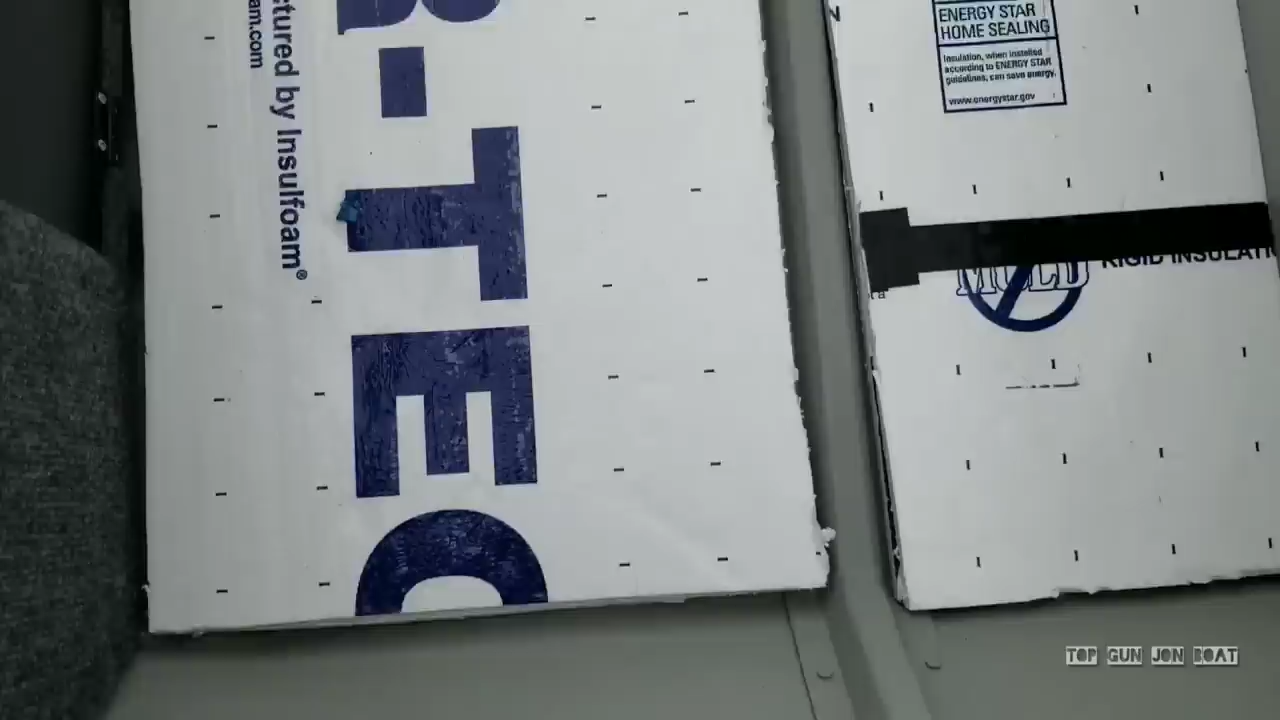 R-TEC
ctured by Insulfoam®
am.com
ENERGY STAR
HOME SEALING
Insulation, when installed
according to ENERGY STAR
guidelines, can save energy.
www.energystar.gov
MOLD
RIGID INSULATI
TOP GUN JON BOAT